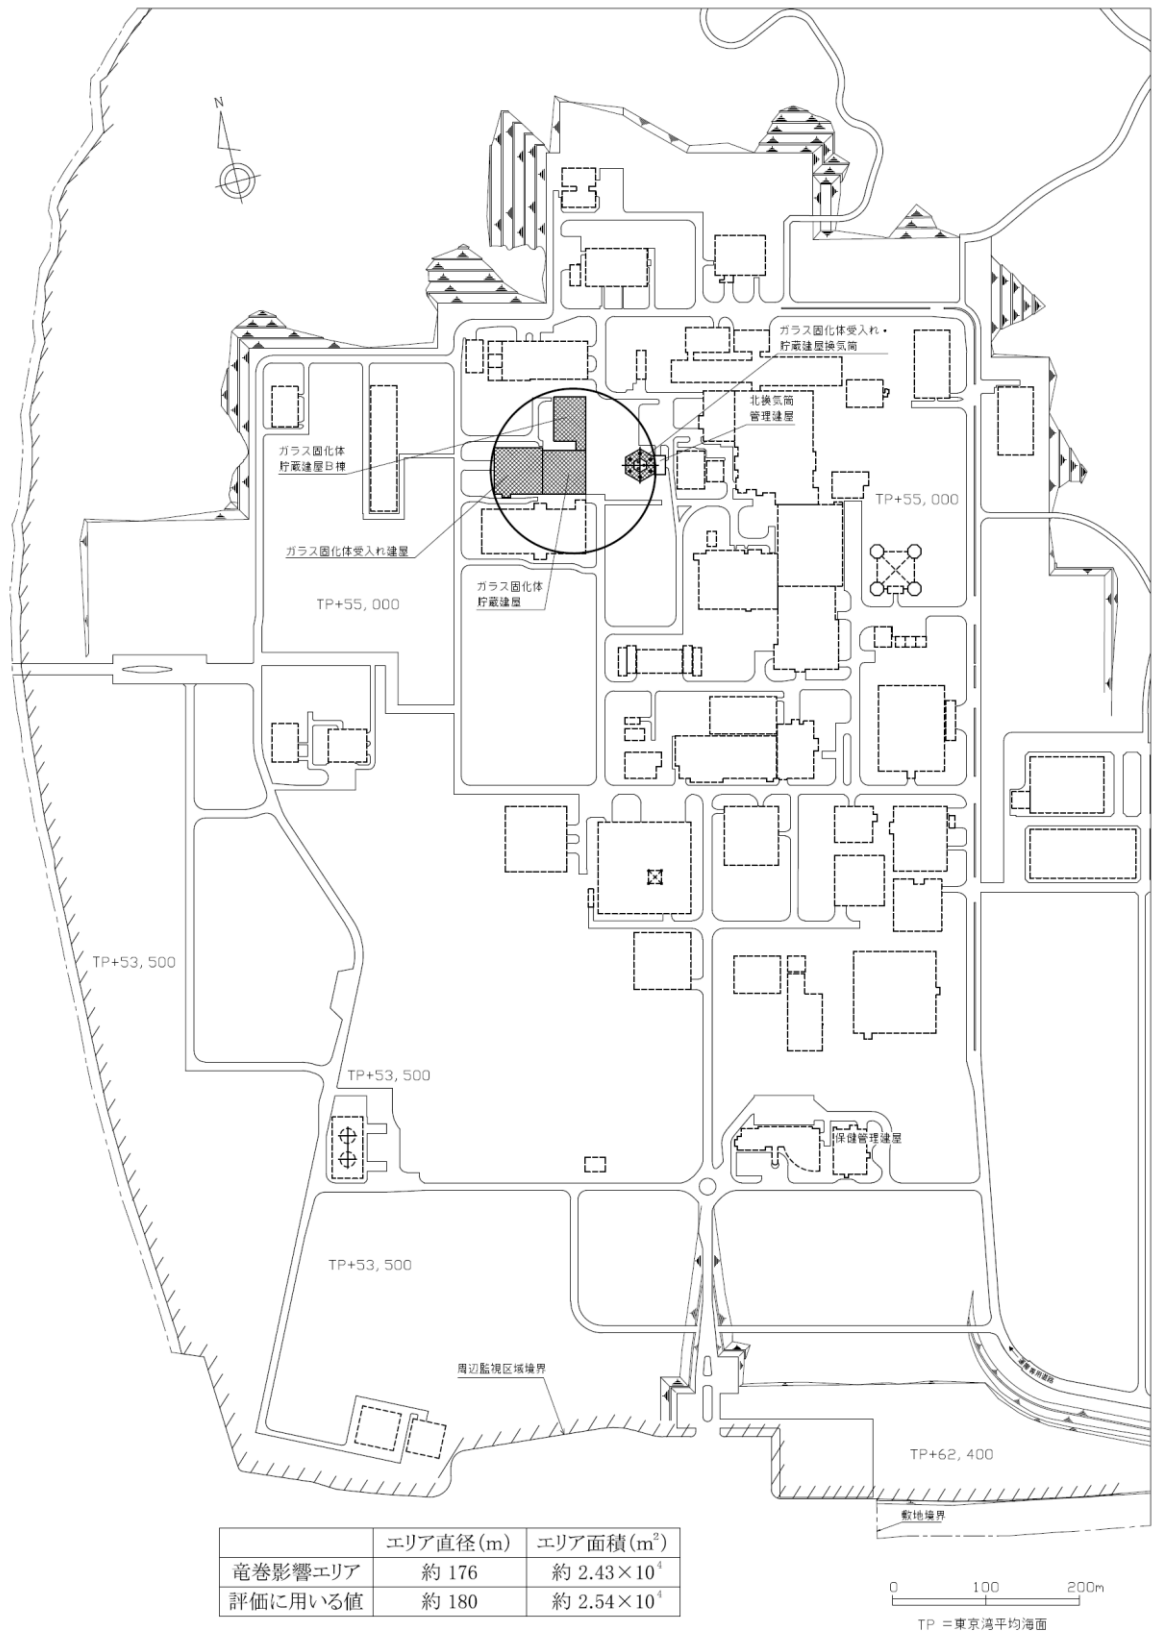 N
ガラス固化体受入れ・
貯蔵建屋換気筒
北換気筒
管理建屋
ガラス固化体
貯蔵建屋B棟
TP+55,000
ガラス固化体受入れ建屋
ガラス固化体
貯蔵建屋
TP+55,000
TP+53,500
TP+53,500
保健管理建屋
TP+53,500
周辺監視区域境界
TP+62,400
敷地境界
エリア直径(m) エリア面積(m²)
竜巻影響エリア 約 176 約 2.43×10⁴
評価に用いる値 約 180 約 2.54×10⁴
0 100 200m
TP =東京湾平均海面